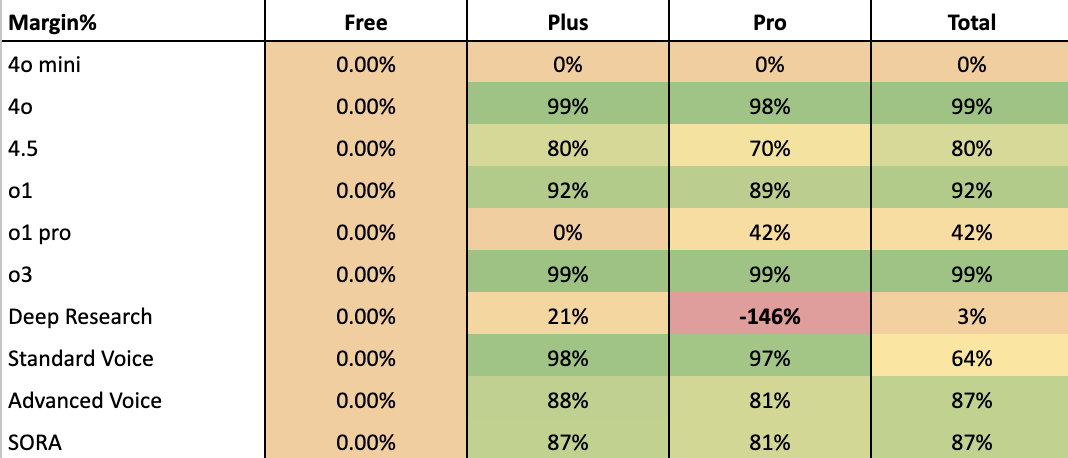 Margin% Free Plus Pro Total
4o mini 0.00% 0% 0% 0%
4o 0.00% 99% 98% 99%
4.5 0.00% 80% 70% 80%
o1 0.00% 92% 89% 92%
o1 pro 0.00% 0% 42% 42%
o3 0.00% 99% 99% 99%
Deep Research 0.00% 21% -146% 3%
Standard Voice 0.00% 98% 97% 64%
Advanced Voice 0.00% 88% 81% 87%
SORA 0.00% 87% 81% 87%